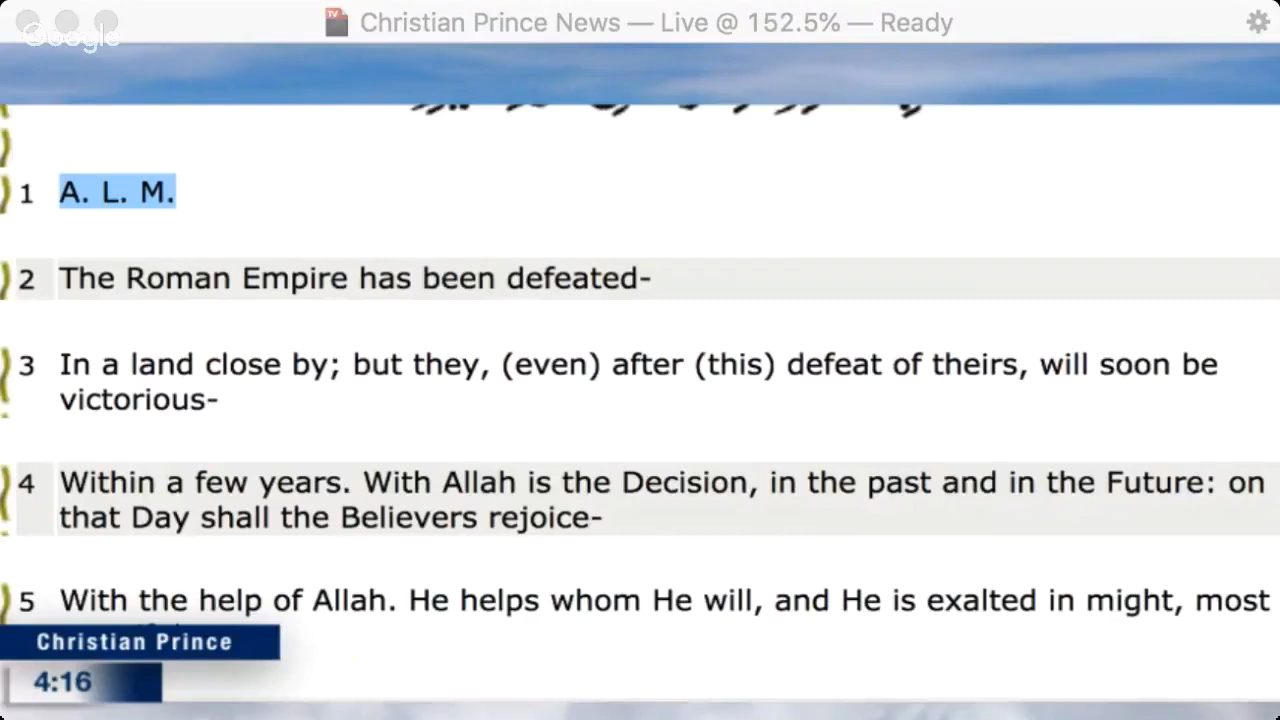 Google
TV
Christian Prince News — Live @ 152.5% — Ready
1 A. L. M.
2 The Roman Empire has been defeated-
3 In a land close by; but they, (even) after (this) defeat of theirs, will soon be
victorious-
4 Within a few years. With Allah is the Decision, in the past and in the Future: on
that Day shall the Believers rejoice-
5 With the help of Allah. He helps whom He will, and He is exalted in might, most
Christian Prince
4:16